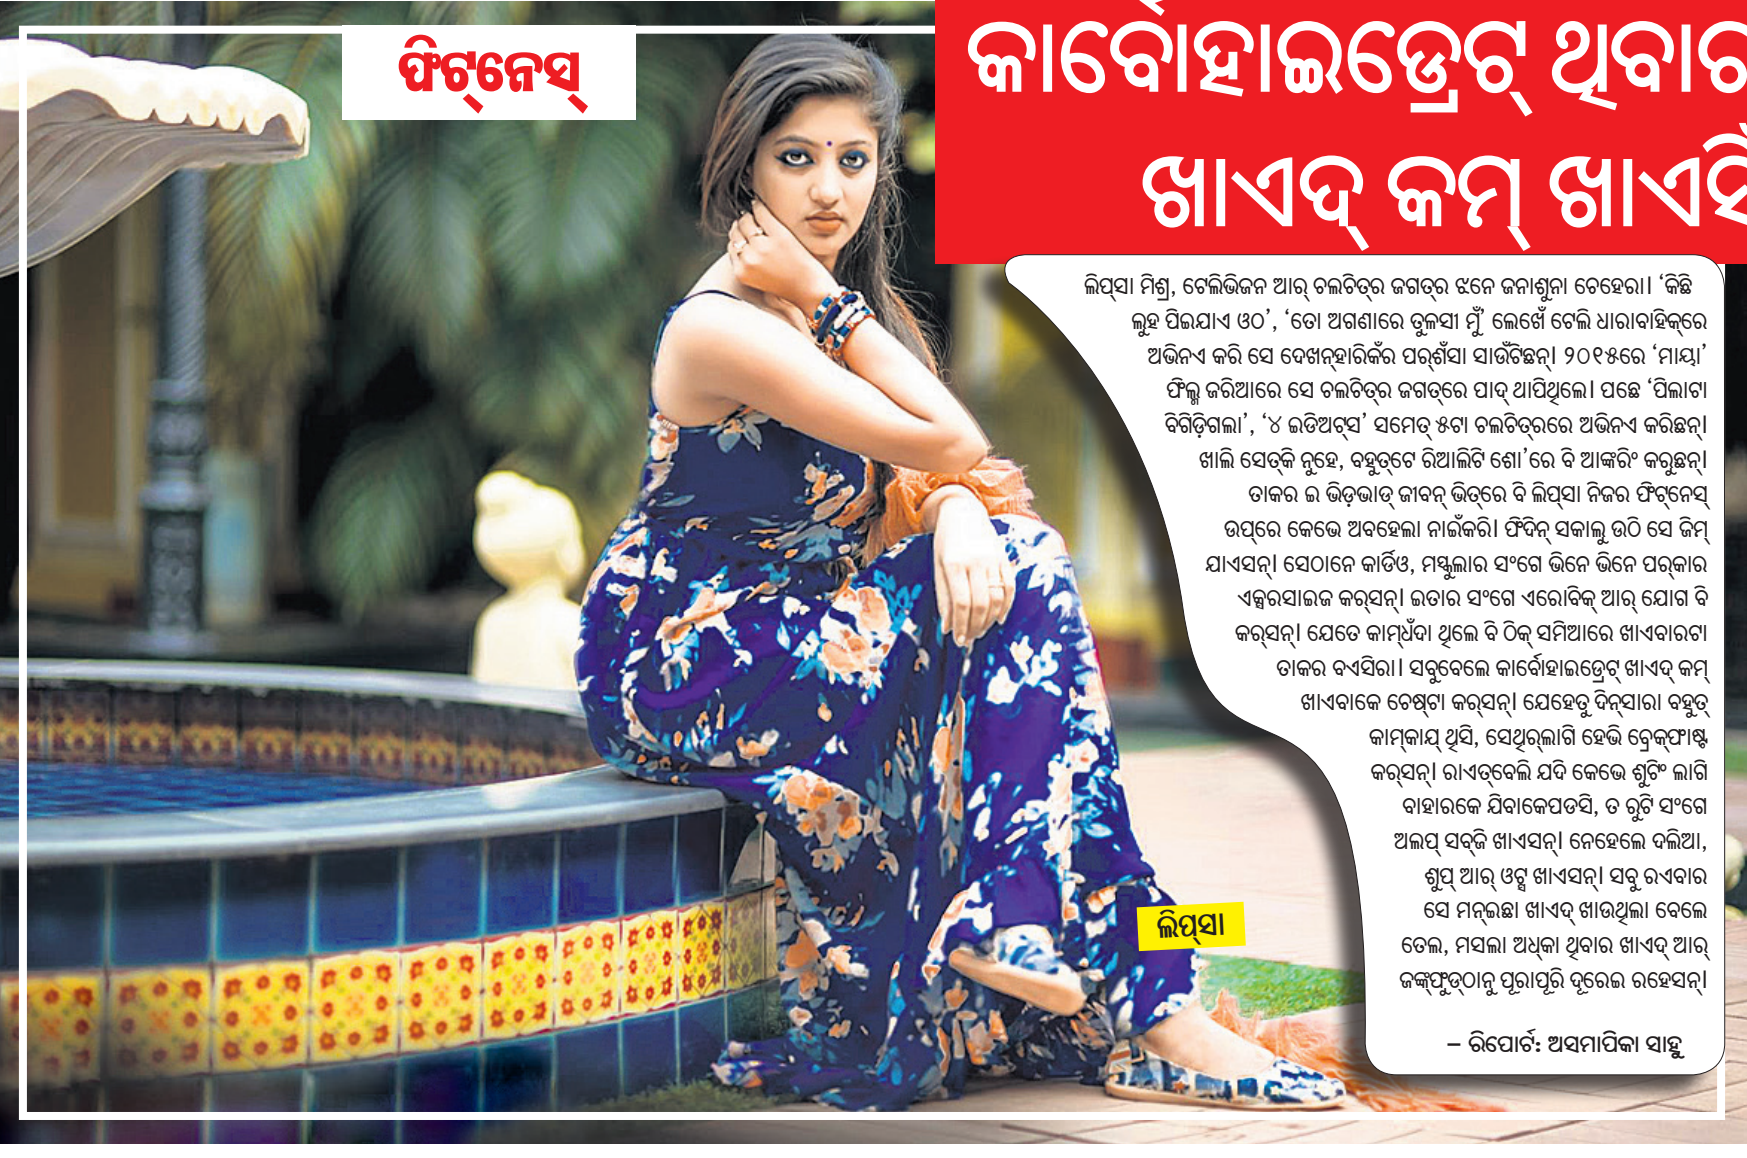 ଫିଟ୍‌ନେସ୍
କାର୍ବୋହାଇଡ୍ରେଟ୍ ଥିବାର
ଖାଏଦ୍ କମ୍ ଖାଏସି
ଲିପ୍‌ସା ମିଶ୍ର, ଟେଲିଭିଜନ ଆର୍ ଚଲଚିତ୍‌ର ଜଗତ୍‌ର ଝନେ ଜନାଶୁନା ଚେହେରା। ‘କିଛି
ଲୁହ ପିଇଯାଏ ଓଠ’, ‘ତୋ ଅଗଣାରେ ତୁଳସୀ ମୁଁ’ ଲେଖେଁ ଟେଲି ଧାରାବାହିକ୍‌ରେ
ଅଭିନଏ କରି ସେ ଦେଖନ୍‌ହାରିକଁର ପର୍‌ଶଁସା ସାଉଁଟିଛନ୍। ୨୦୧୫ରେ ‘ମାୟା’
ଫିଲ୍ମ ଜରିଆରେ ସେ ଚଲଚିତ୍‌ର ଜଗତ୍‌ରେ ପାଦ୍ ଥାପିଥିଲେ। ପଛେ ‘ପିଲାଟା
ବିଗିଡ଼ିଗଲା’, ‘୪ ଇଡିଅଟ୍‌ସ’ ସମେତ୍ ୫ଟା ଚଲଚିତ୍‌ରରେ ଅଭିନଏ କରିଛନ୍।
ଖାଲି ସେତ୍‌କି ନୁହେ, ବହୁତ୍‌ଟେ ରିଆଲିଟି ଶୋ’ରେ ବି ଆଙ୍କରିଂ କରୁଛନ୍।
ତାକର ଇ ଭିଡ଼ଭାଡ୍ ଜୀବନ୍ ଭିତ୍‌ରେ ବି ଲିପ୍‌ସା ନିଜର ଫିଟ୍‌ନେସ୍
ଉପ୍‌ରେ କେଭେ ଅବହେଲା ନାଇଁକରି। ଫିଦିନ୍ ସକାଲୁ ଉଠି ସେ ଜିମ୍
ଯାଏସନ୍। ସେଠାନେ କାର୍ଡିଓ, ମସ୍କୁଲାର ସଂଗେ ଭିନେ ଭିନେ ପର୍‌କାର
ଏକ୍ସରସାଇଜ କର୍‌ସନ୍। ଇତାର ସଂଗେ ଏରୋବିକ୍ ଆର୍ ଯୋଗ ବି
କର୍‌ସନ୍। ଯେତେ କାମ୍‌ଧଁଦା ଥିଲେ ବି ଠିକ୍ ସମିଆରେ ଖାଏବାରଟା
ତାକର ବଏସିରା। ସବୁବେଲେ କାର୍ବୋହାଇଡ୍ରେଟ୍ ଖାଏଦ୍ କମ୍
ଖାଏବାକେ ଚେଷ୍‌ଟା କର୍‌ସନ୍। ଯେହେତୁ ଦିନ୍‌ସାରା ବହୁତ୍
କାମ୍‌କାଯ୍ ଥିସି, ସେଥିର୍‌ଲାଗି ହେଭି ବ୍ରେକ୍‌ଫାଷ୍ଟ
କର୍‌ସନ୍। ରାଏତ୍‌ବେଲି ଯଦି କେଭେ ଶୁଟିଂ ଲାଗି
ବାହାରକେ ଯିବାକେପଡସି, ତ ରୁଟି ସଂଗେ
ଅଲପ୍ ସବ୍‌ଜି ଖାଏସନ୍। ନେହେଲେ ଦଲିଆ,
ଶୁପ୍ ଆର୍ ଓଟ୍ସ ଖାଏସନ୍। ସବୁ ରଏବାର
ସେ ମନ୍‌ଇଛା ଖାଏଦ୍ ଖାଉଥିଲା ବେଲେ
ତେଲ, ମସଲା ଅଧ୍‌କା ଥିବାର ଖାଏଦ୍ ଆର୍
ଜଙ୍କ୍‌ଫୁଡ୍‌ଠାନୁ ପୂରାପୂରି ଦୂରେଇ ରହେସନ୍।
– ରିପୋର୍ଟ: ଅସମାପିକା ସାହୁ
ଲିପ୍‌ସା